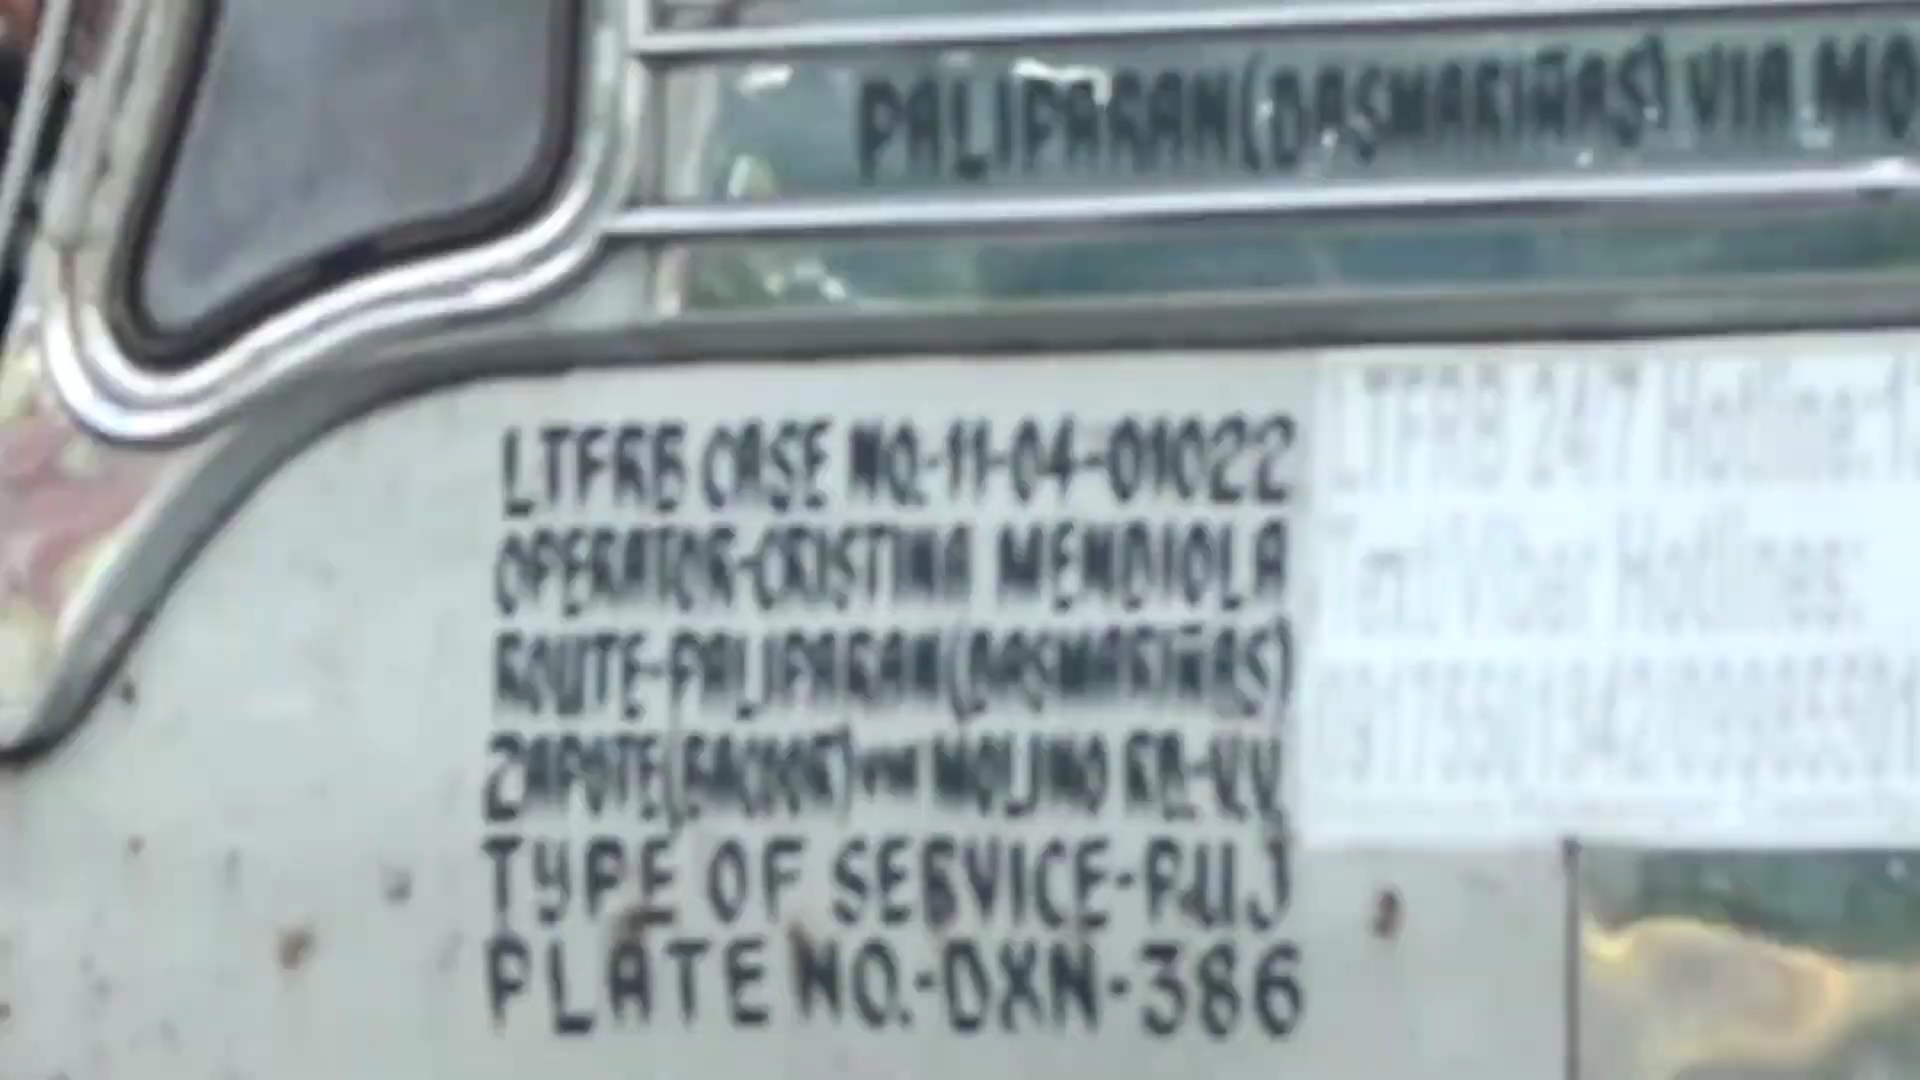 PALIPARAN(DASMARIÑAS) VIA MO
LTFRB CASE NO.-11-04-01022
OPERATOR-CRISTINA MENDIOLA
ROUTE-PALIPARAN(DASMARIÑAS)
ZAPOTE(BACOOR)VIA MOLINO RD.-V.V.
TYPE OF SERVICE-PUJ
PLATE NO.-DXN-386
LTFRB 24/7 Hotline:1
Text/Viber Hotlines: